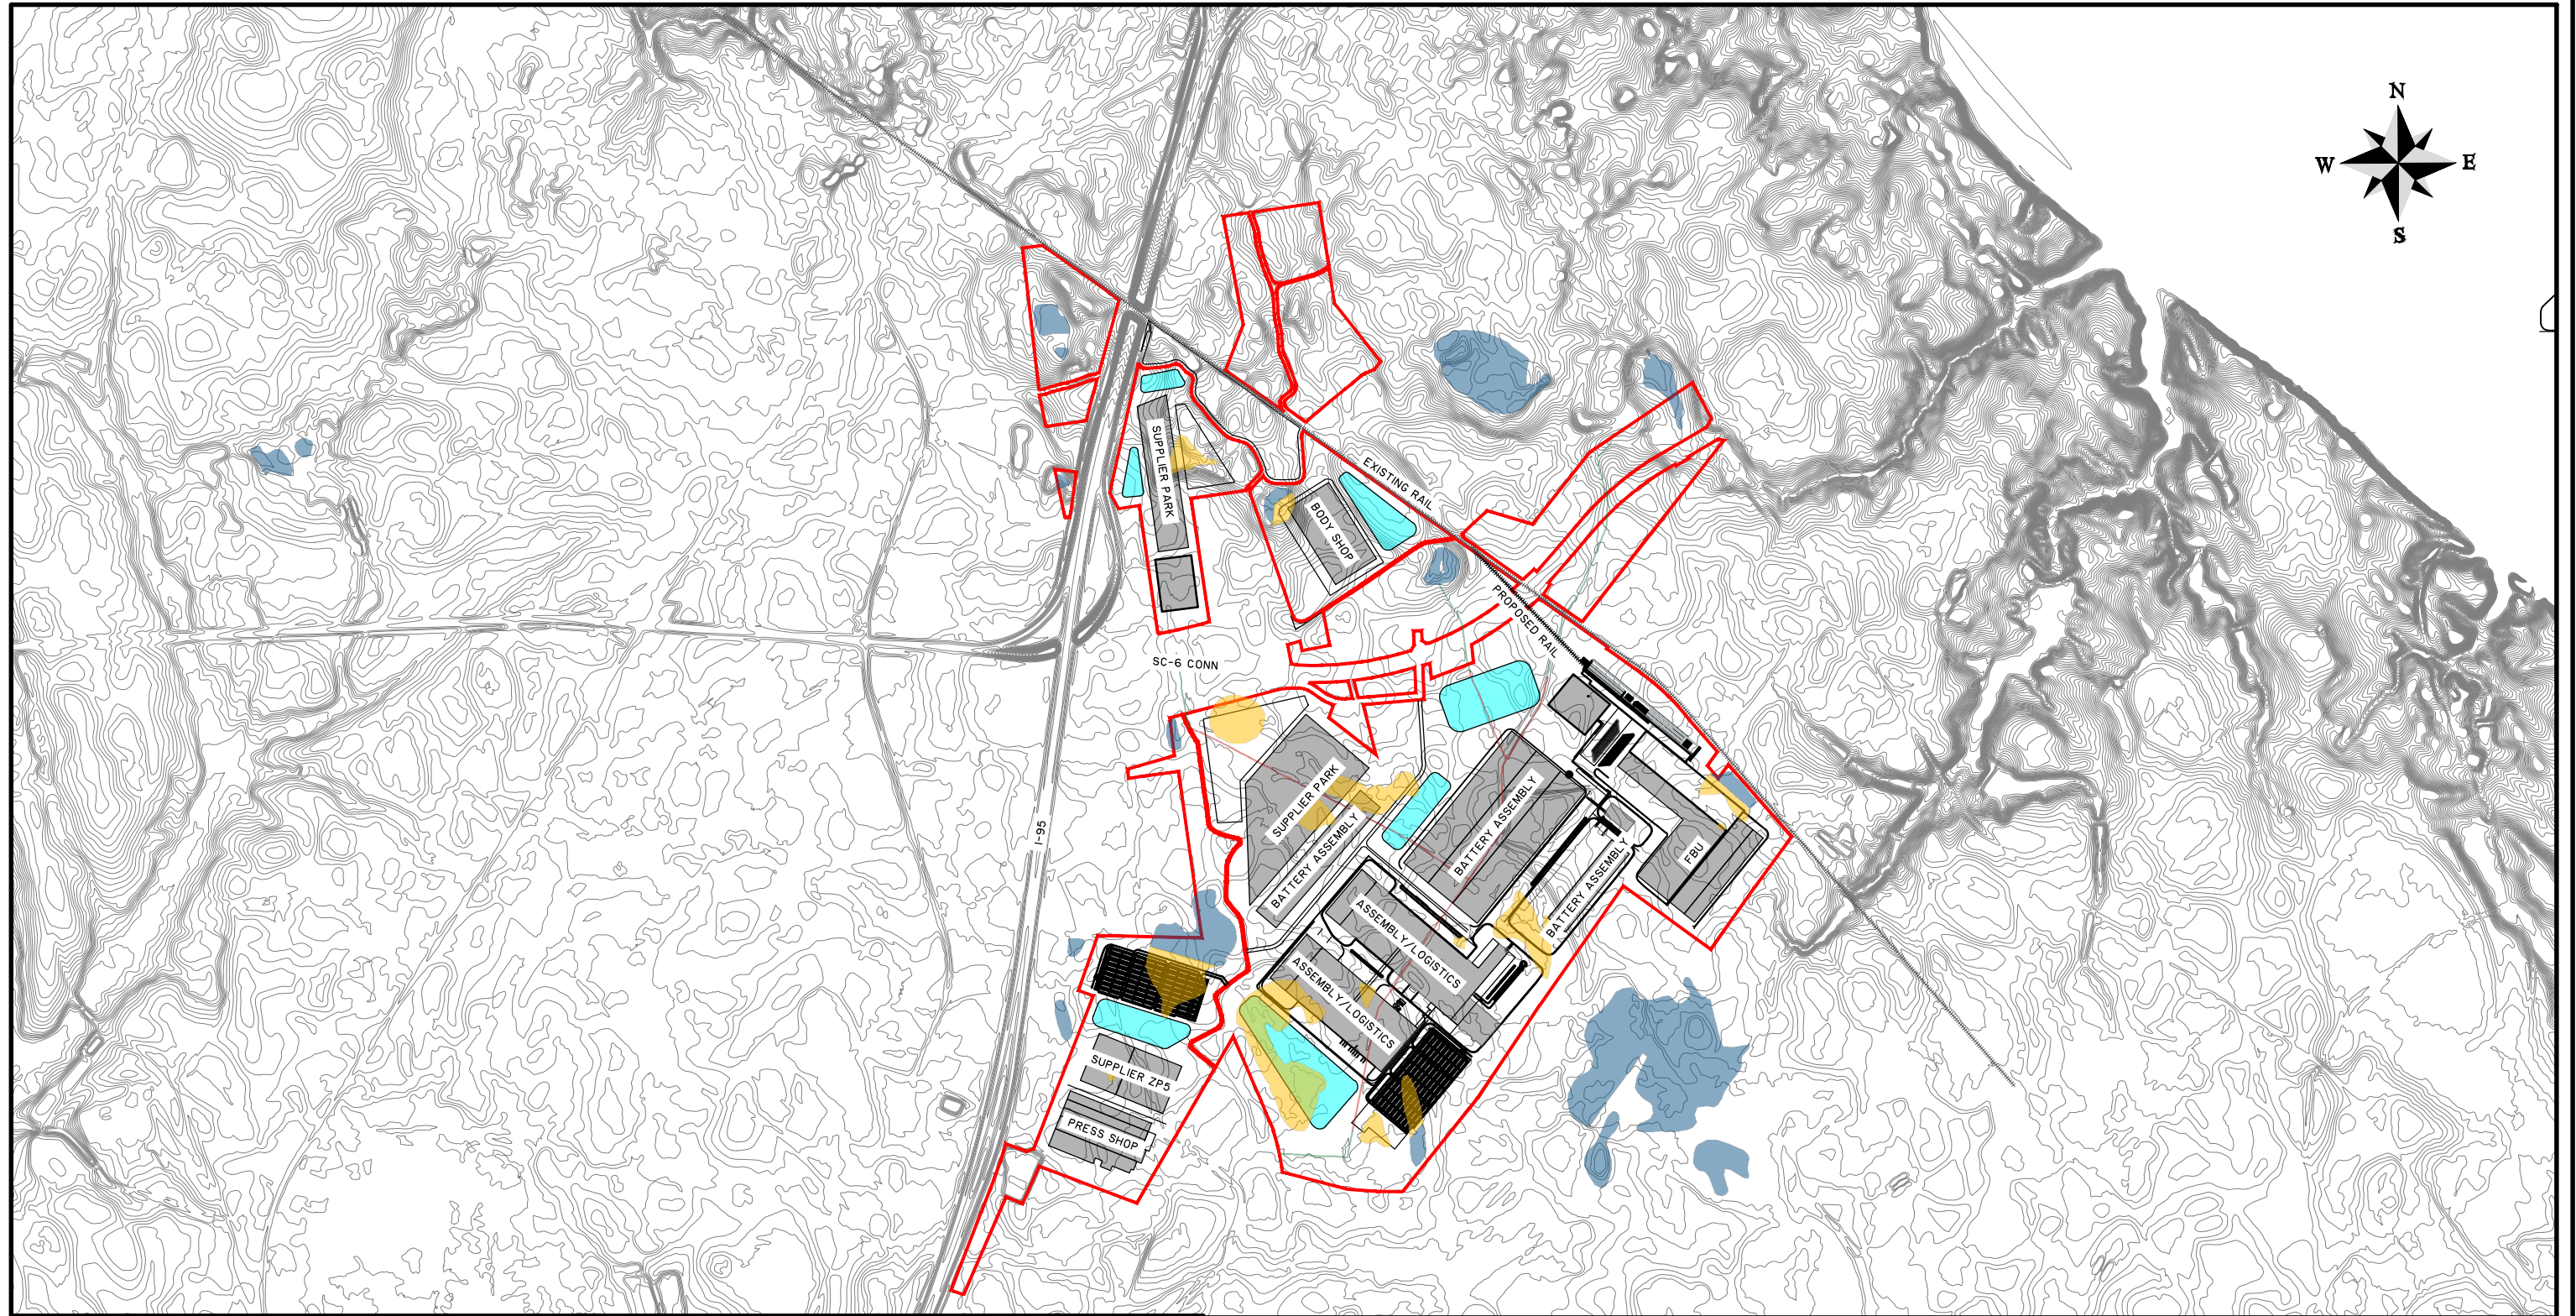 N
W
E
S
SUPPLIER PARK
EXISTING RAIL
BODY SHOP
PROPOSED RAIL
SC-6 CONN
SUPPLIER PARK
BATTERY ASSEMBLY
BATTERY ASSEMBLY
BATTERY ASSEMBLY
FBU
I-95
ASSEMBLY/LOGISTICS
ASSEMBLY/LOGISTICS
SUPPLIER ZP5
PRESS SHOP